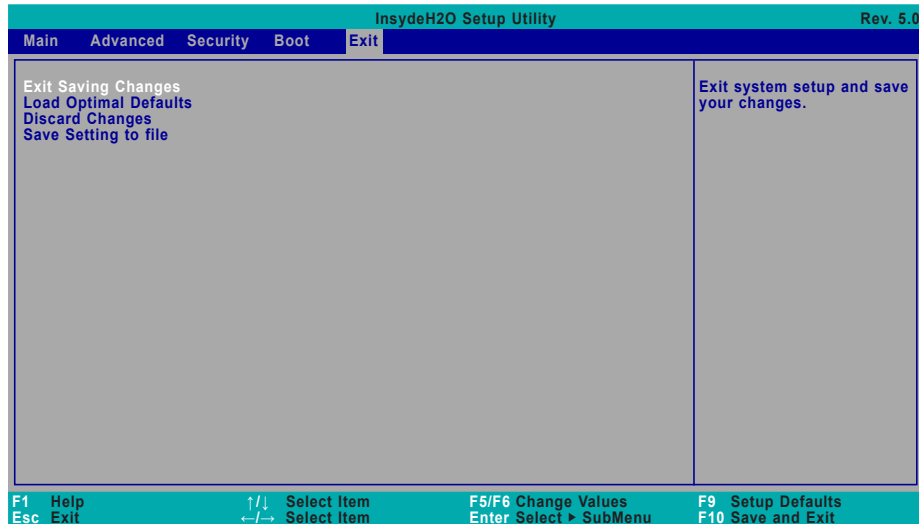 InsydeH2O Setup Utility Rev. 5.0
Main Advanced Security Boot Exit
Exit Saving Changes
Load Optimal Defaults
Discard Changes
Save Setting to file
Exit system setup and save
your changes.
F1 Help ↑/↓ Select Item F5/F6 Change Values F9 Setup Defaults
Esc Exit ←/→ Select Item Enter Select ▶ SubMenu F10 Save and Exit